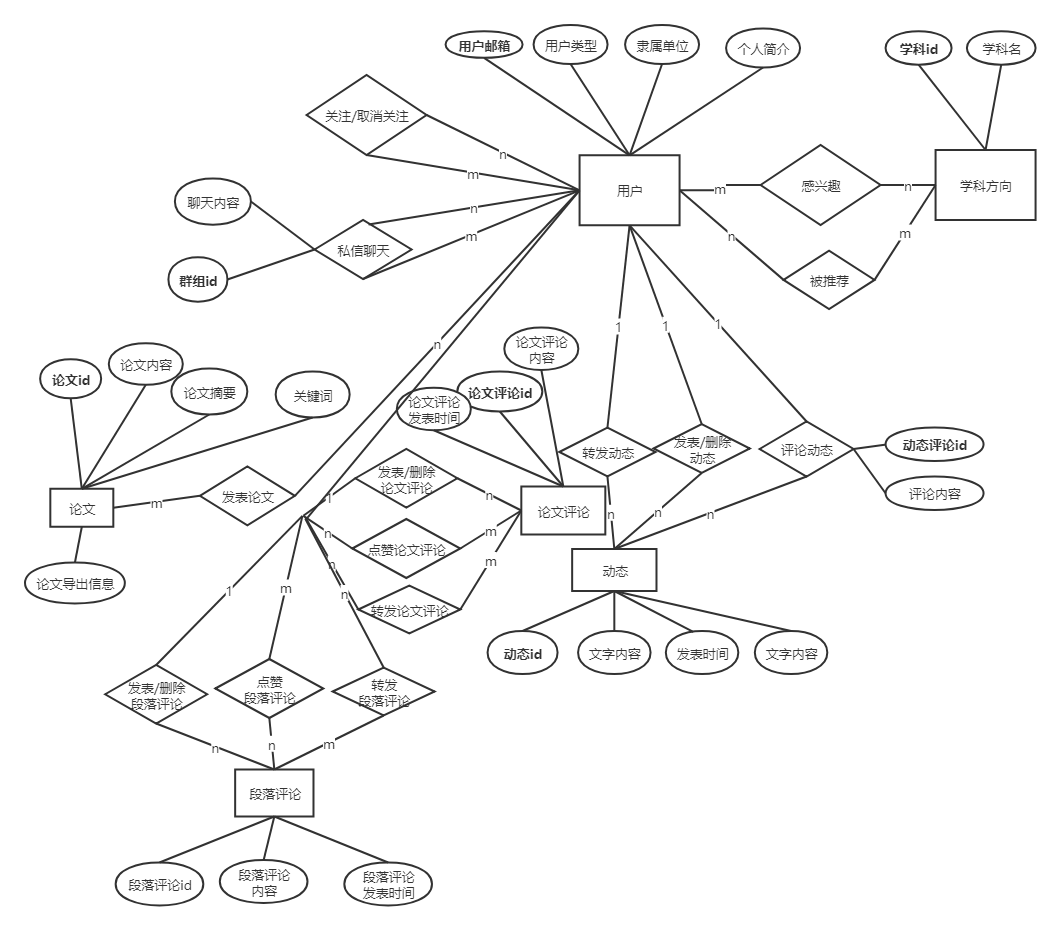 用户邮箱
用户类型
隶属单位
个人简介
学科id
学科名
关注/取消关注
n
m
用户
m
感兴趣
n
学科方向
聊天内容
n
m
私信聊天
群组id
n
被推荐
m
论文id
论文内容
论文摘要
关键词
n
论文评论
内容
论文评论id
论文评论
发表时间
1
1
1
转发动态
发表/删除
动态
评论动态
动态评论id
评论内容
论文
m
发表论文
1
发表/删除
论文评论
n
n
点赞论文评论
m
论文评论
n
n
n
论文导出信息
n
转发论文评论
m
n
动态
1
m
动态id
文字内容
发表时间
文字内容
发表/删除
段落评论
点赞
段落评论
转发
段落评论
n
n
m
段落评论
段落评论id
段落评论
内容
段落评论
发表时间